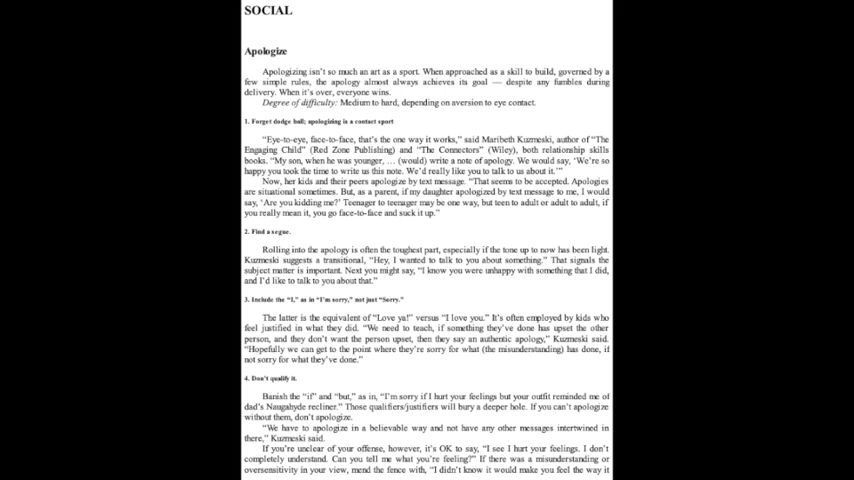 SOCIAL
Apologize
Apologizing isn't so much an art as a sport. When approached as a skill to build, governed by a
few simple rules, the apology almost always achieves its goal — despite any fumbles during
delivery. When it's over, everyone wins.
Degree of difficulty: Medium to hard, depending on aversion to eye contact.
1. Forget dodge ball; apologizing is a contact sport
“Eye-to-eye, face-to-face, that's the one way it works,” said Maribeth Kuzmeski, author of “The
Engaging Child” (Red Zone Publishing) and “The Connectors” (Wiley), both relationship skills
books. “My son, when he was younger, … (would) write a note of apology. We would say, ‘We're so
happy you took the time to write us this note. We'd really like you to talk to us about it.’”
Now, her kids and their peers apologize by text message. “That seems to be accepted. Apologies
are situational sometimes. But, as a parent, if my daughter apologized by text message to me, I would
say, ‘Are you kidding me?’ Teenager to teenager may be one way, but teen to adult or adult to adult, if
you really mean it, you go face-to-face and suck it up.”
2. Find a segue.
Rolling into the apology is often the toughest part, especially if the tone up to now has been light.
Kuzmeski suggests a transitional, “Hey, I wanted to talk to you about something.” That signals the
subject matter is important. Next you might say, “I know you were unhappy with something that I did,
and I'd like to talk to you about that.”
3. Include the “I,” as in “I'm sorry,” not just “Sorry.”
The latter is the equivalent of “Love ya!” versus “I love you.” It's often employed by kids who
feel justified in what they did. “We need to teach, if something they've done has upset the other
person, and they don't want the person upset, then they say an authentic apology,” Kuzmeski said.
“Hopefully we can get to the point where they're sorry for what (the misunderstanding) has done, if
not sorry for what they've done.”
4. Don't qualify it.
Banish the “if” and “but,” as in, “I'm sorry if I hurt your feelings but your outfit reminded me of
dad's Naugahyde recliner.” Those qualifiers/justifiers will bury a deeper hole. If you can't apologize
without them, don't apologize.
“We have to apologize in a believable way and not have any other messages intertwined in
there,” Kuzmeski said.
If you're unclear of your offense, however, it's OK to say, “I see I hurt your feelings. I don't
completely understand. Can you tell me what you're feeling?” If there was a misunderstanding or
oversensitivity in your view, mend the fence with, “I didn't know it would make you feel the way it